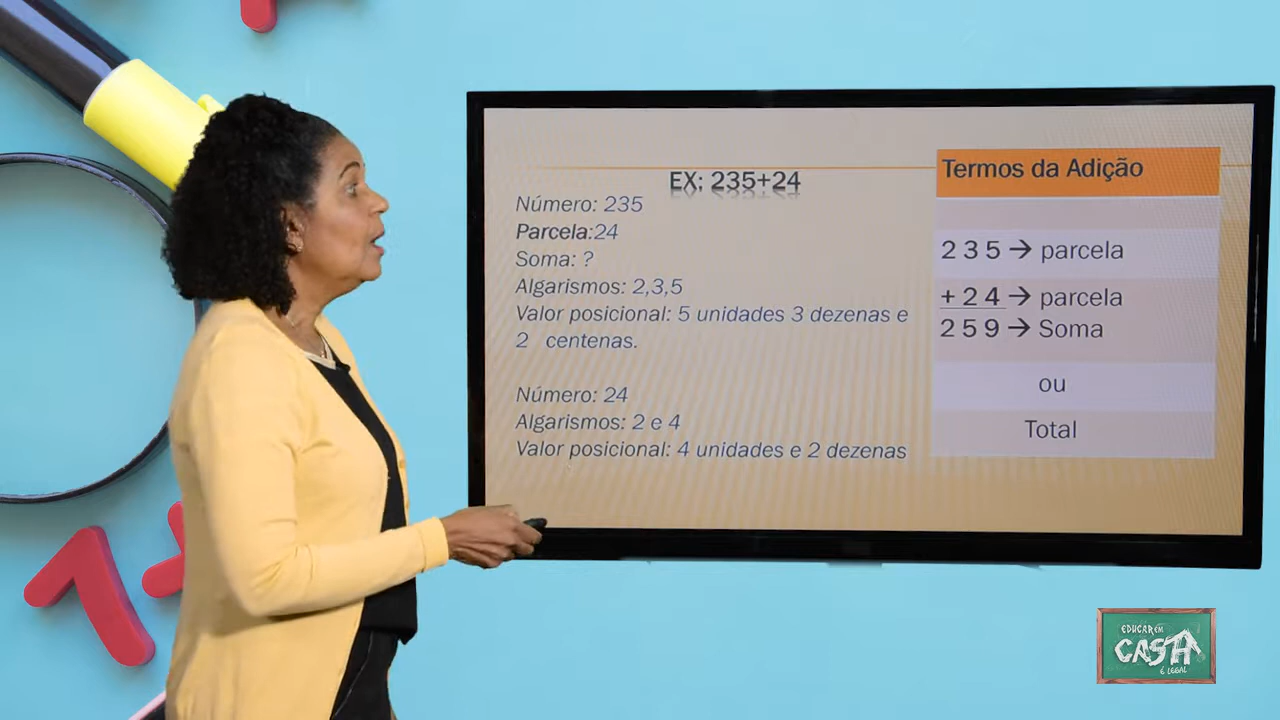 EX: 235+24
Número: 235
Parcela:24
Soma: ?
Algarismos: 2,3,5
Valor posicional: 5 unidades 3 dezenas e
2 centenas.
Número: 24
Algarismos: 2 e 4
Valor posicional: 4 unidades e 2 dezenas
Termos da Adição
2 3 5 → parcela
+ 2 4 → parcela
2 5 9 → Soma
ou
Total
EDUCAR EM
CASA
É LEGAL